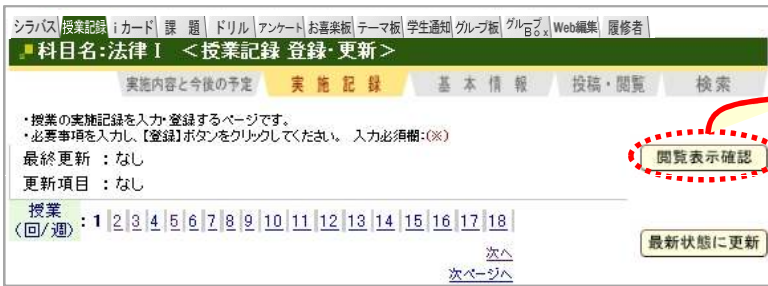 シラバス 授業記録 iカード 課 題 ドリル アンケート お喜楽板 テーマ板 学生通知 グループ板 グループBox Web編集 履修者
科目名:法律Ⅰ <授業記録 登録・更新>
実施内容と今後の予定 実 施 記 録 基 本 情 報 投稿・閲覧 検索
・授業の実施記録を入力・登録するページです。
・必要事項を入力し、【登録】ボタンをクリックしてください。 入力必須欄:(※)
最終更新 :なし
閲覧表示確認
更新項目 :なし
授業(回/週) :1 2 3 4 5 6 7 8 9 10 11 12 13 14 15 16 17 18
次へ
最新状態に更新
次ページへ